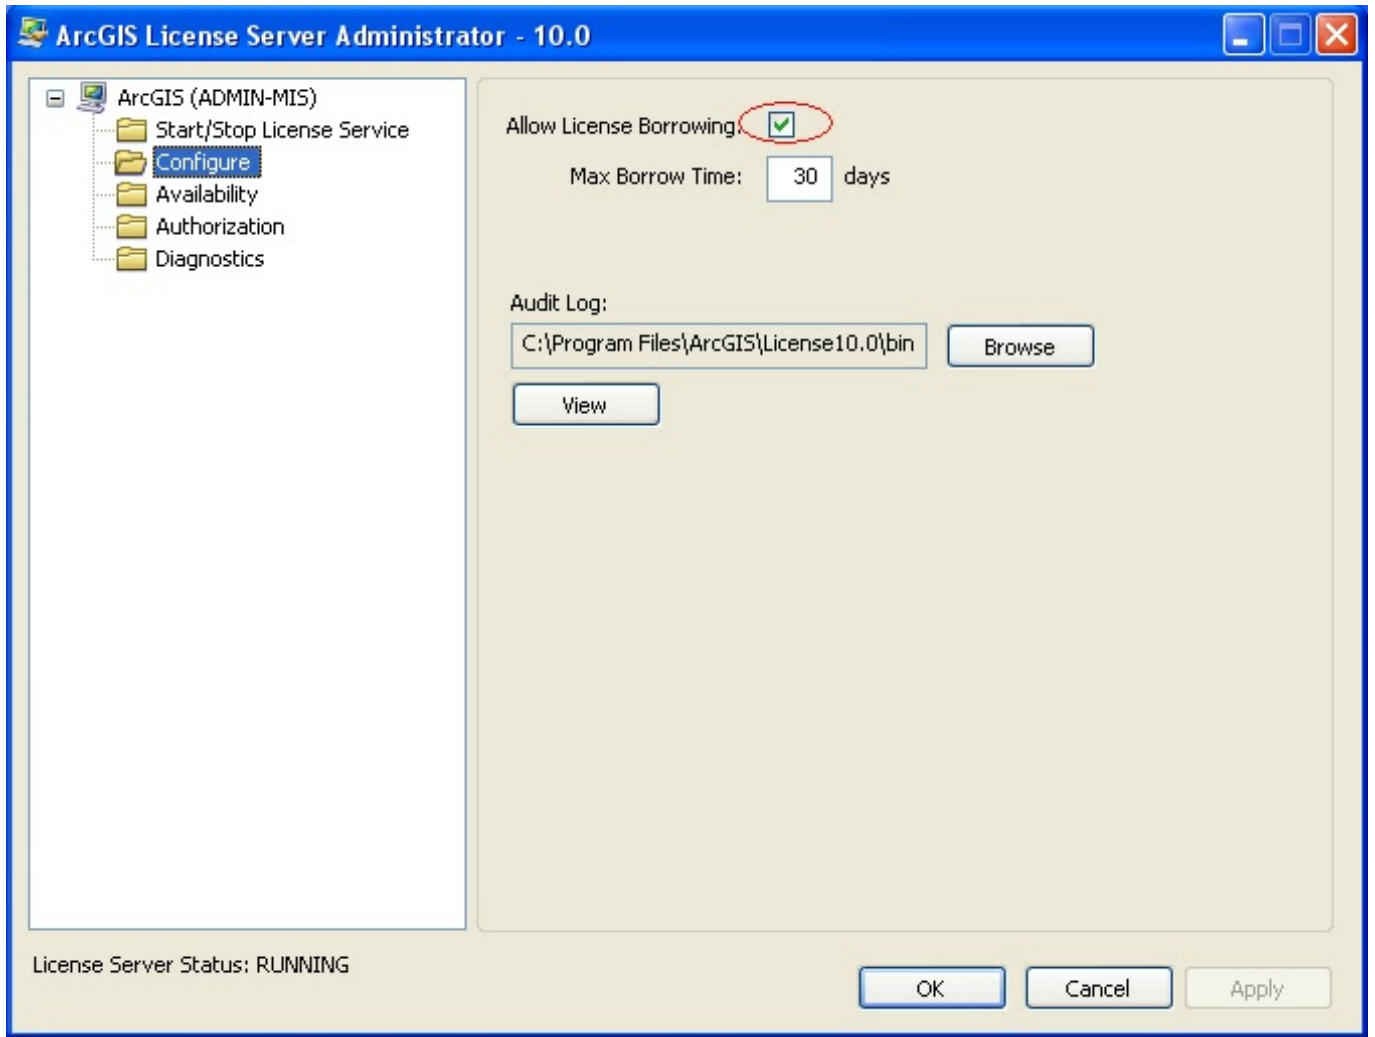 ArcGIS License Server Administrator - 10.0
ArcGIS (ADMIN-MIS)
Start/Stop License Service
Configure
Availability
Authorization
Diagnostics
Allow License Borrowing:
Max Borrow Time: 30 days
Audit Log:
C:\Program Files\ArcGIS\License10.0\bin
Browse
View
License Server Status: RUNNING
OK Cancel Apply